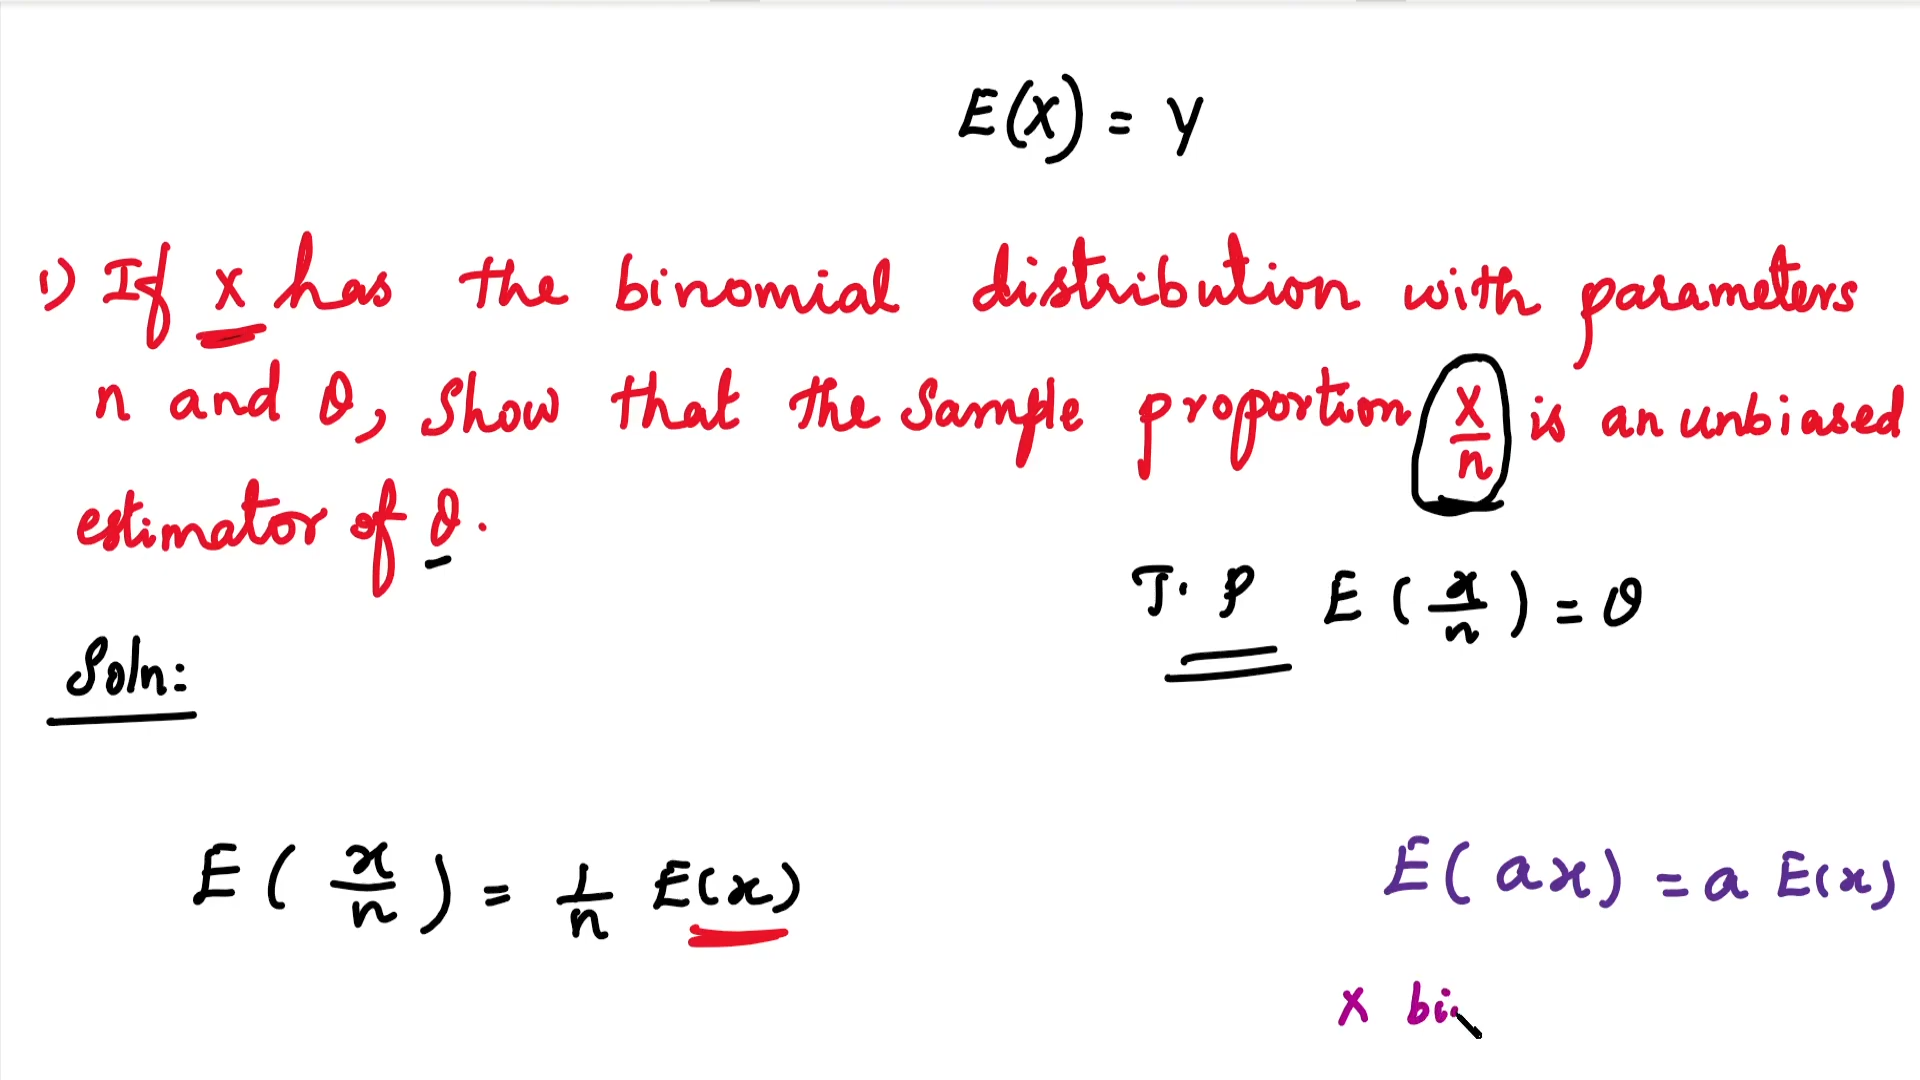 E(X) = Y
1) If X has the binomial distribution with parameters
n and θ, Show that the Sample proportion X/n is an unbiased
estimator of θ.
T. P E(x/n) = θ
Soln:
E(x/n) = 1/n E(x)
E(ax) = a E(x)
X bi